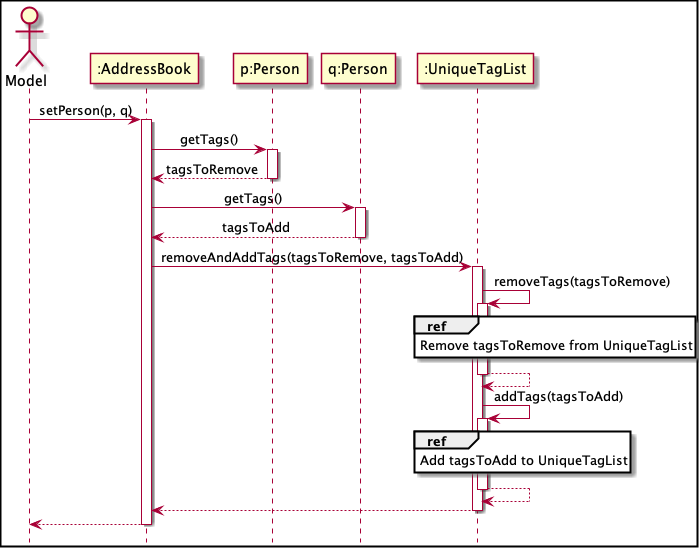 Model
:AddressBook
p:Person
q:Person
:UniqueTagList
setPerson(p, q)
getTags()
tagsToRemove
getTags()
tagsToAdd
removeAndAddTags(tagsToRemove, tagsToAdd)
removeTags(tagsToRemove)
ref
Remove tagsToRemove from UniqueTagList
addTags(tagsToAdd)
ref
Add tagsToAdd to UniqueTagList